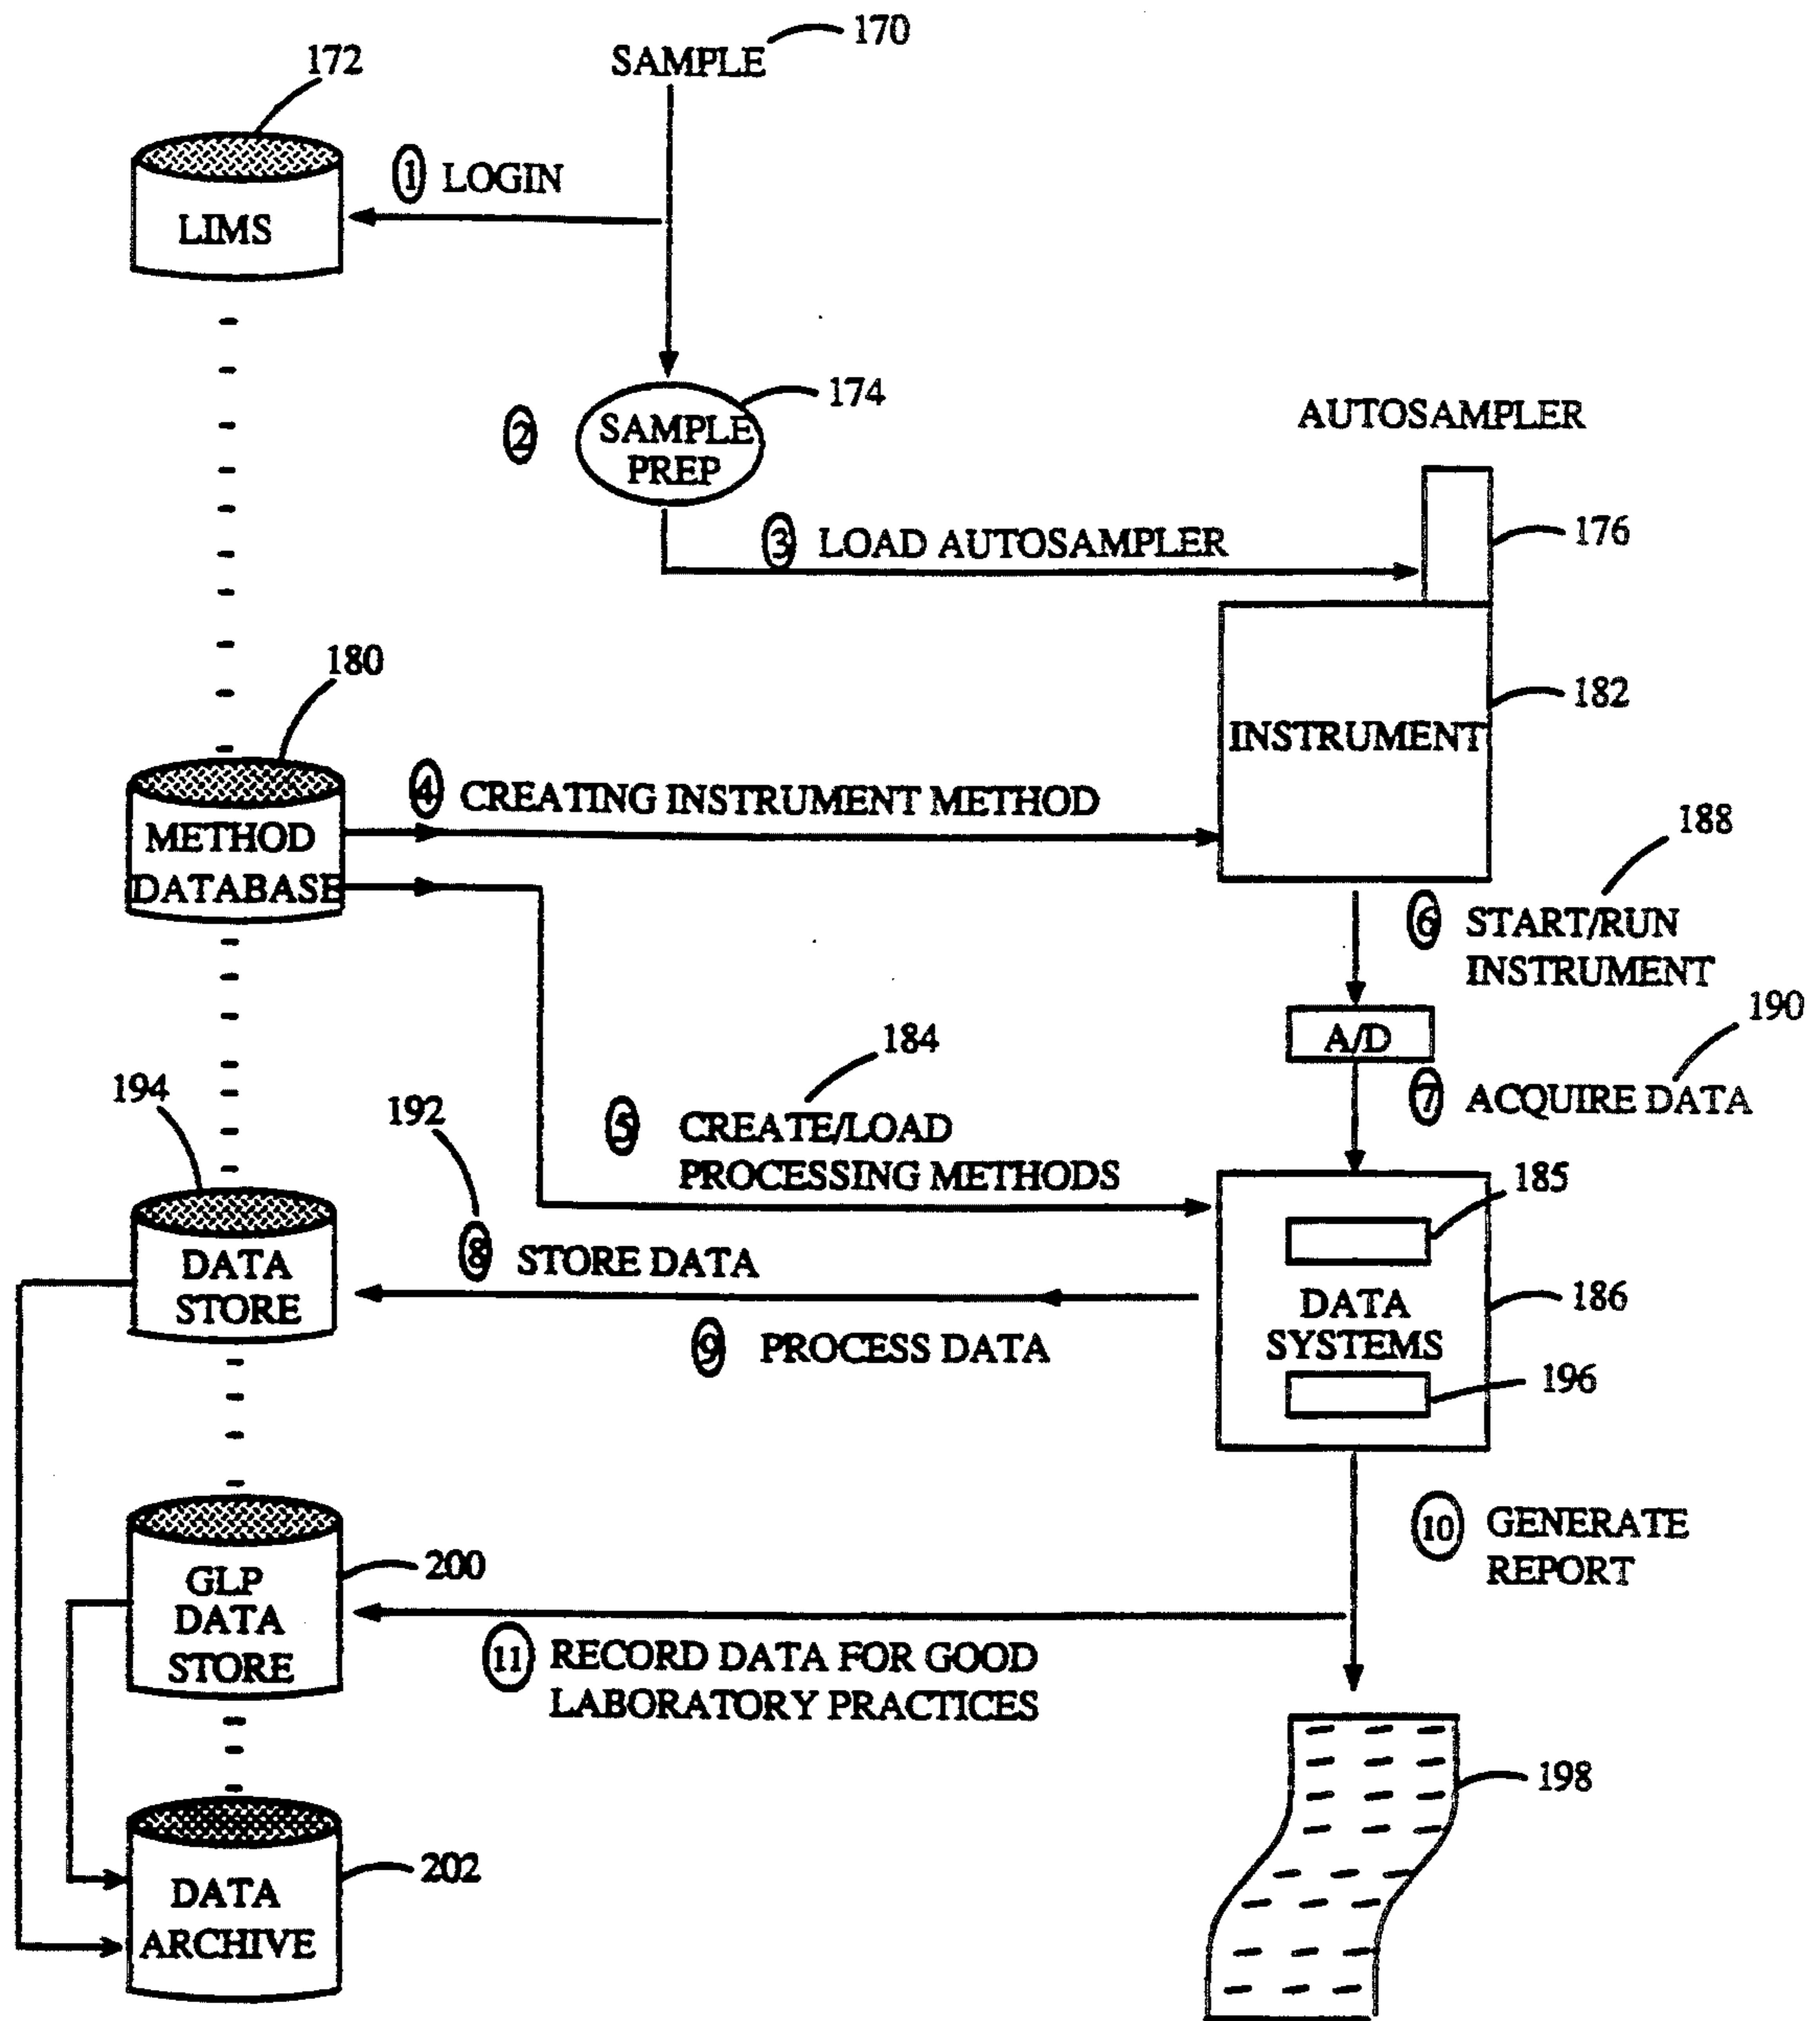 170
SAMPLE
172
① LOGIN
LIMS
174
② SAMPLE
PREP
AUTOSAMPLER
③ LOAD AUTOSAMPLER
176
180
182
INSTRUMENT
④ CREATING INSTRUMENT METHOD
METHOD
DATABASE
188
⑥ START/RUN
INSTRUMENT
190
A/D
⑦ ACQUIRE DATA
184
⑤ CREATE/LOAD
PROCESSING METHODS
194
192
185
⑧ STORE DATA
DATA
STORE
DATA
SYSTEMS
186
⑨ PROCESS DATA
196
⑩ GENERATE
REPORT
200
GLP
DATA
STORE
⑪ RECORD DATA FOR GOOD
LABORATORY PRACTICES
198
202
DATA
ARCHIVE